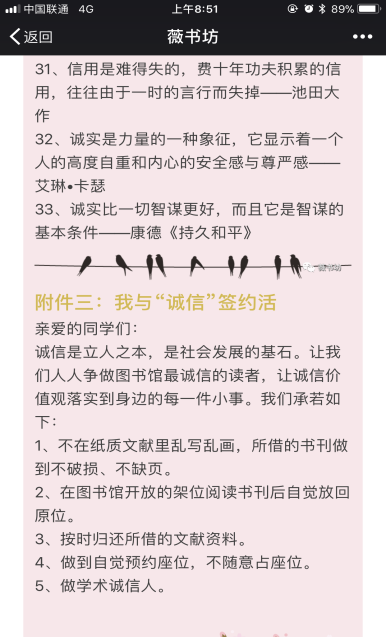 中国联通 4G 上午8:51 89%
返回 薇书坊
31、信用是难得失的，费十年功夫积累的信
用，往往由于一时的言行而失掉——池田大
作
32、诚实是力量的一种象征，它显示着一个
人的高度自重和内心的安全感与尊严感——
艾琳•卡瑟
33、诚实比一切智谋更好，而且它是智谋的
基本条件——康德《持久和平》
薇书坊
附件三：我与“诚信”签约活
亲爱的同学们：
诚信是立人之本，是社会发展的基石。让我
们人人争做图书馆最诚信的读者，让诚信价
值观落实到身边的每一件小事。我们承若如
下：
1、不在纸质文献里乱写乱画，所借的书刊做
到不破损、不缺页。
2、在图书馆开放的架位阅读书刊后自觉放回
原位。
3、按时归还所借的文献资料。
4、做到自觉预约座位，不随意占座位。
5、做学术诚信人。